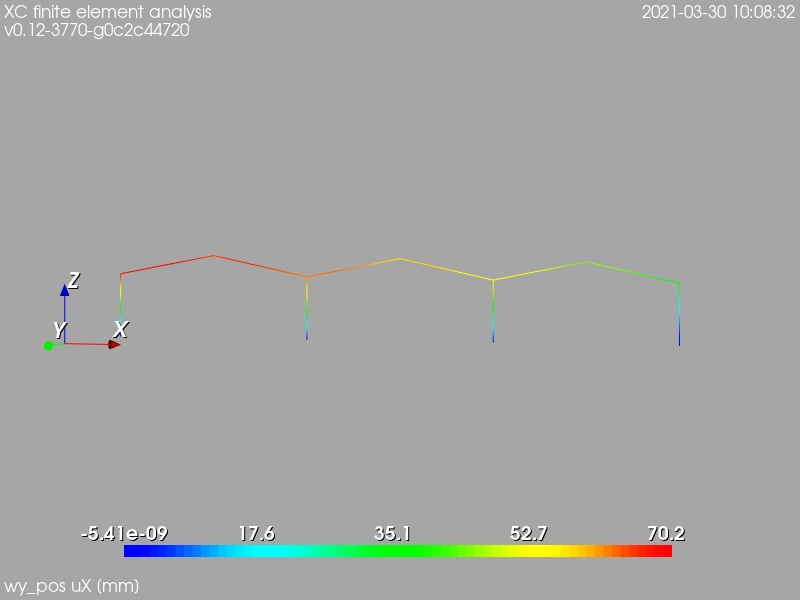 XC finite element analysis
v0.12-3770-g0c2c44720
2021-03-30 10:08:32
Z
Y
X
-5.41e-09 17.6 35.1 52.7 70.2
wy_pos uX [mm]